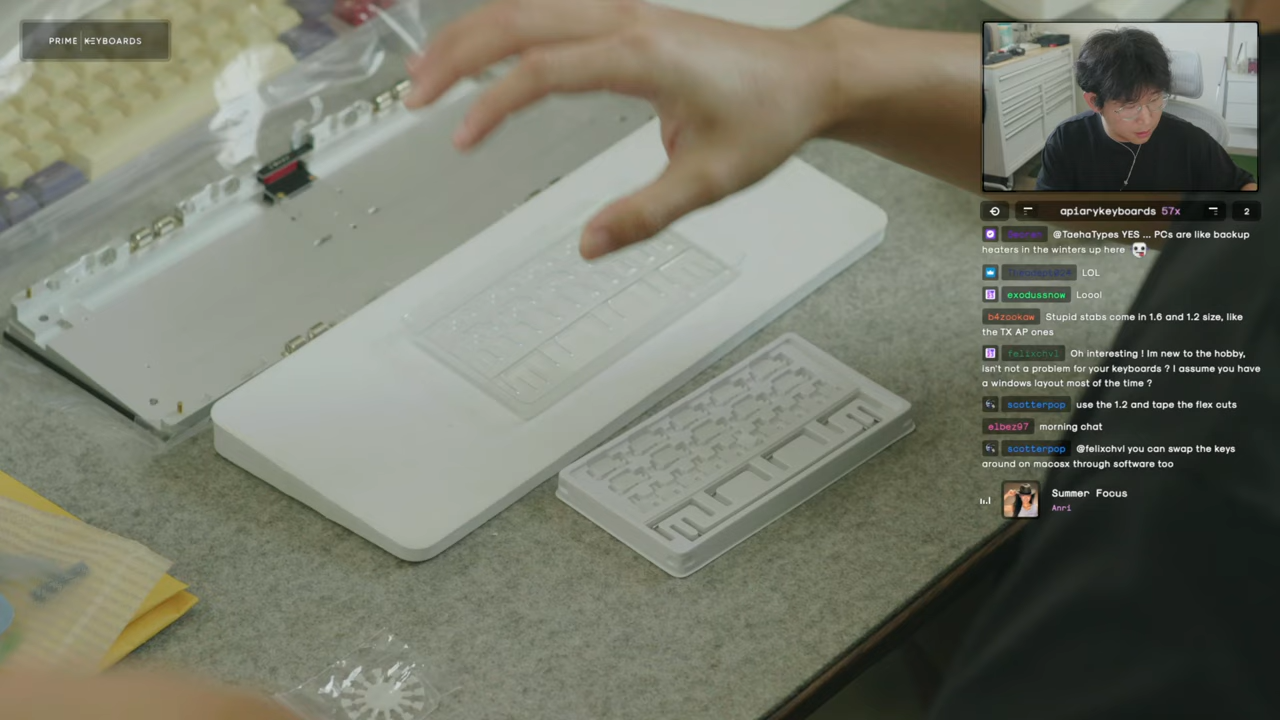 PRIME KEYBOARDS
apiarykeyboards 57x
2
@TaehaTypes YES ... PCs are like backup
heaters in the winters up here
LOL
exodussnow Loool
b4zookaw Stupid stabs come in 1.6 and 1.2 size, like
the TX AP ones
felixchvl Oh interesting ! Im new to the hobby,
isn't not a problem for your keyboards ? I assume you have
a windows layout most of the time ?
scotterpop use the 1.2 and tape the flex cuts
elbez97 morning chat
scotterpop @felixchvl you can swap the keys
around on macosx through software too
Summer Focus
Anri